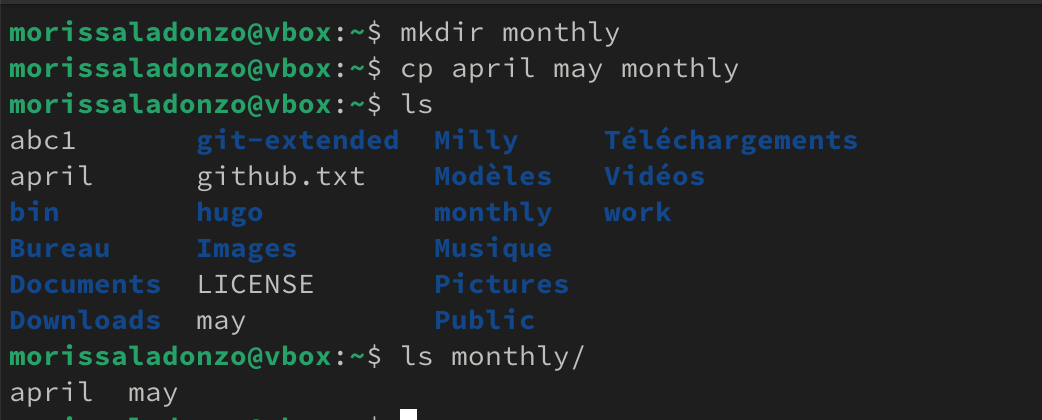 morissaladonzo@vbox:~$ mkdir monthly
morissaladonzo@vbox:~$ cp april may monthly
morissaladonzo@vbox:~$ ls
abc1       git-extended  Milly     Téléchargements
april      github.txt    Modèles   Vidéos
bin        hugo          monthly   work
Bureau     Images        Musique
Documents  LICENSE       Pictures
Downloads  may           Public
morissaladonzo@vbox:~$ ls monthly/
april  may
morissaladonzo@vbox:~$